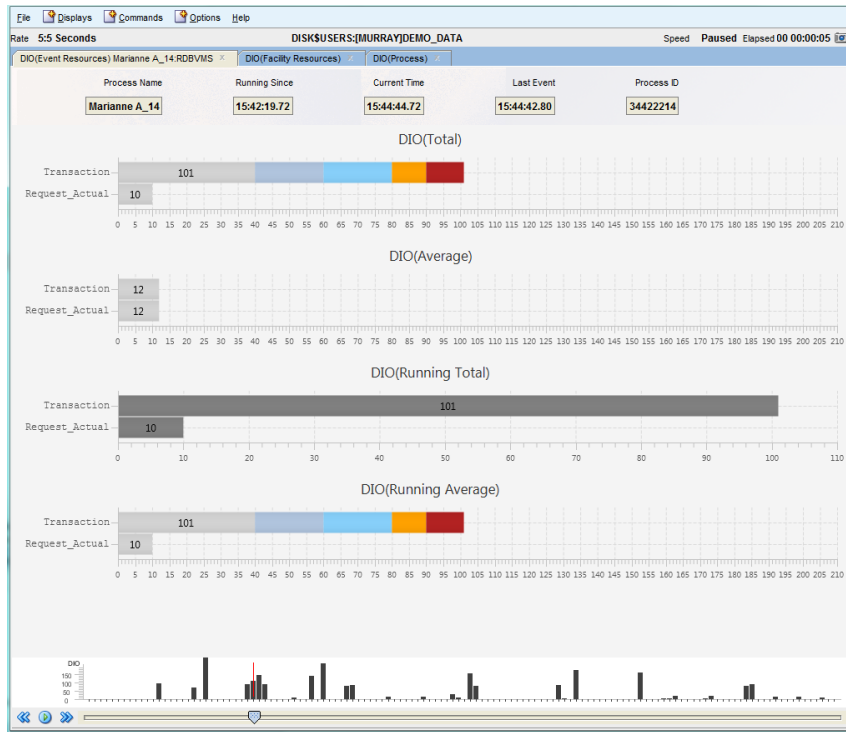 File Displays Commands Options Help
Rate 5:5 Seconds DISK$USERS:[MURRAY]DEMO_DATA Speed Paused Elapsed 00 00:00:05
DIO(Event Resources) Marianne A_14:RDBVMS x DIO(Facility Resources) x DIO(Process) x
Process Name Running Since Current Time Last Event Process ID
Marianne A_14 15:42:19.72 15:44:44.72 15:44:42.80 34422214
DIO(Total)
Transaction 101
Request_Actual 10
0 5 10 15 20 25 30 35 40 45 50 55 60 65 70 75 80 85 90 95 100 105 110 115 120 125 130 135 140 145 150 155 160 165 170 175 180 185 190 195 200 205 210
DIO(Average)
Transaction 12
Request_Actual 12
0 5 10 15 20 25 30 35 40 45 50 55 60 65 70 75 80 85 90 95 100 105 110 115 120 125 130 135 140 145 150 155 160 165 170 175 180 185 190 195 200 205 210
DIO(Running Total)
Transaction 101
Request_Actual 10
0 10 20 30 40 50 60 70 80 90 100 110
DIO(Running Average)
Transaction 101
Request_Actual 10
0 5 10 15 20 25 30 35 40 45 50 55 60 65 70 75 80 85 90 95 100 105 110 115 120 125 130 135 140 145 150 155 160 165 170 175 180 185 190 195 200 205 210
DIO
150
100
50
0